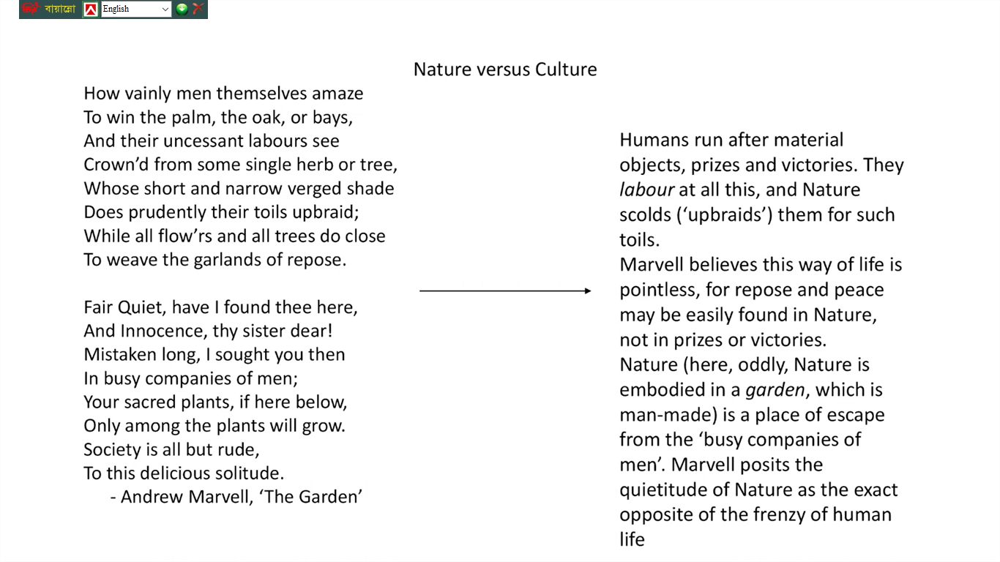 বায়ান্নো
English
Nature versus Culture
How vainly men themselves amaze
To win the palm, the oak, or bays,
And their uncessant labours see
Crown’d from some single herb or tree,
Whose short and narrow verged shade
Does prudently their toils upbraid;
While all flow’rs and all trees do close
To weave the garlands of repose.
Fair Quiet, have I found thee here,
And Innocence, thy sister dear!
Mistaken long, I sought you then
In busy companies of men;
Your sacred plants, if here below,
Only among the plants will grow.
Society is all but rude,
To this delicious solitude.
- Andrew Marvell, ‘The Garden’
Humans run after material
objects, prizes and victories. They
labour at all this, and Nature
scolds (‘upbraids’) them for such
toils.
Marvell believes this way of life is
pointless, for repose and peace
may be easily found in Nature,
not in prizes or victories.
Nature (here, oddly, Nature is
embodied in a garden, which is
man-made) is a place of escape
from the ‘busy companies of
men’. Marvell posits the
quietitude of Nature as the exact
opposite of the frenzy of human
life